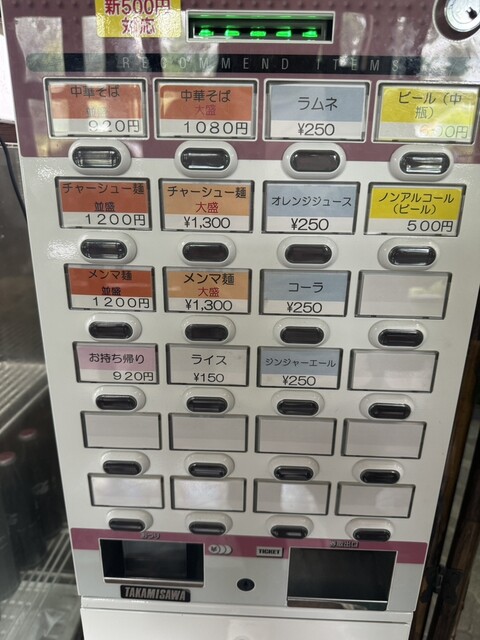 新500円
対応
RECOMMEND ITEMS
中華そば
並盛
920円
中華そば
大盛
1080円
ラムネ
¥250
ビール(中
瓶)
チャーシュー麺
並盛
1200円
チャーシュー麺
大盛
¥1,300
オレンジジュース
¥250
ノンアルコール
(ビール)
500円
メンマ麺
並盛
1200円
メンマ麺
大盛
¥1,300
コーラ
¥250
お持ち帰り
920円
ライス
¥150
ジンジャーエール
¥250
おつり
TICKET
TAKAMISAWA